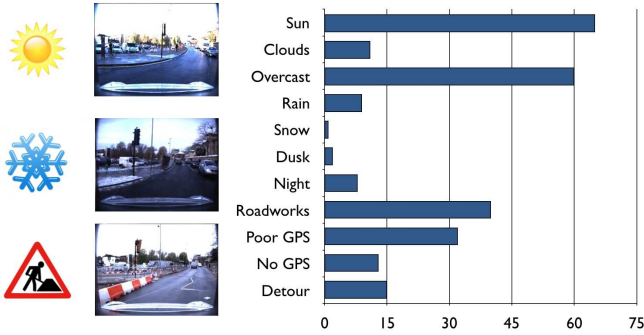 Sun
Clouds
Overcast
Rain
Snow
Dusk
Night
Roadworks
Poor GPS
No GPS
Detour
0 15 30 45 60 75